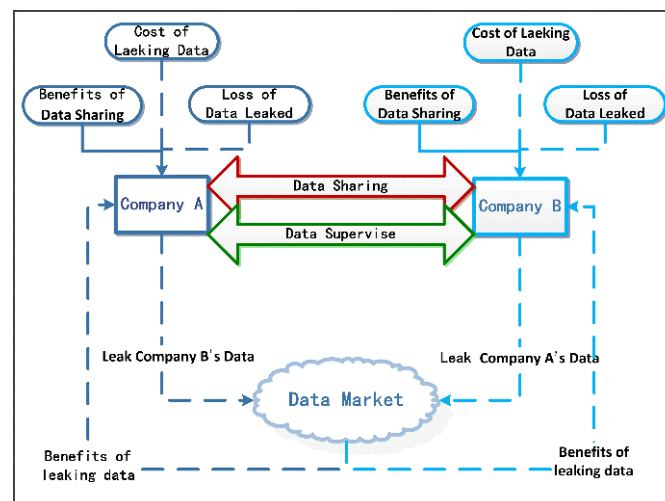 Cost of
Laeking Data
Cost of Laeking
Data
Benefits of
Data Sharing
Loss of
Data Leaked
Benefits of
Data Sharing
Loss of
Data Leaked
Data Sharing
Company A
Company B
Data Supervise
Leak Company B's Data
Leak Company A's Data
Data Market
Benefits of
leaking data
Benefits of
leaking data